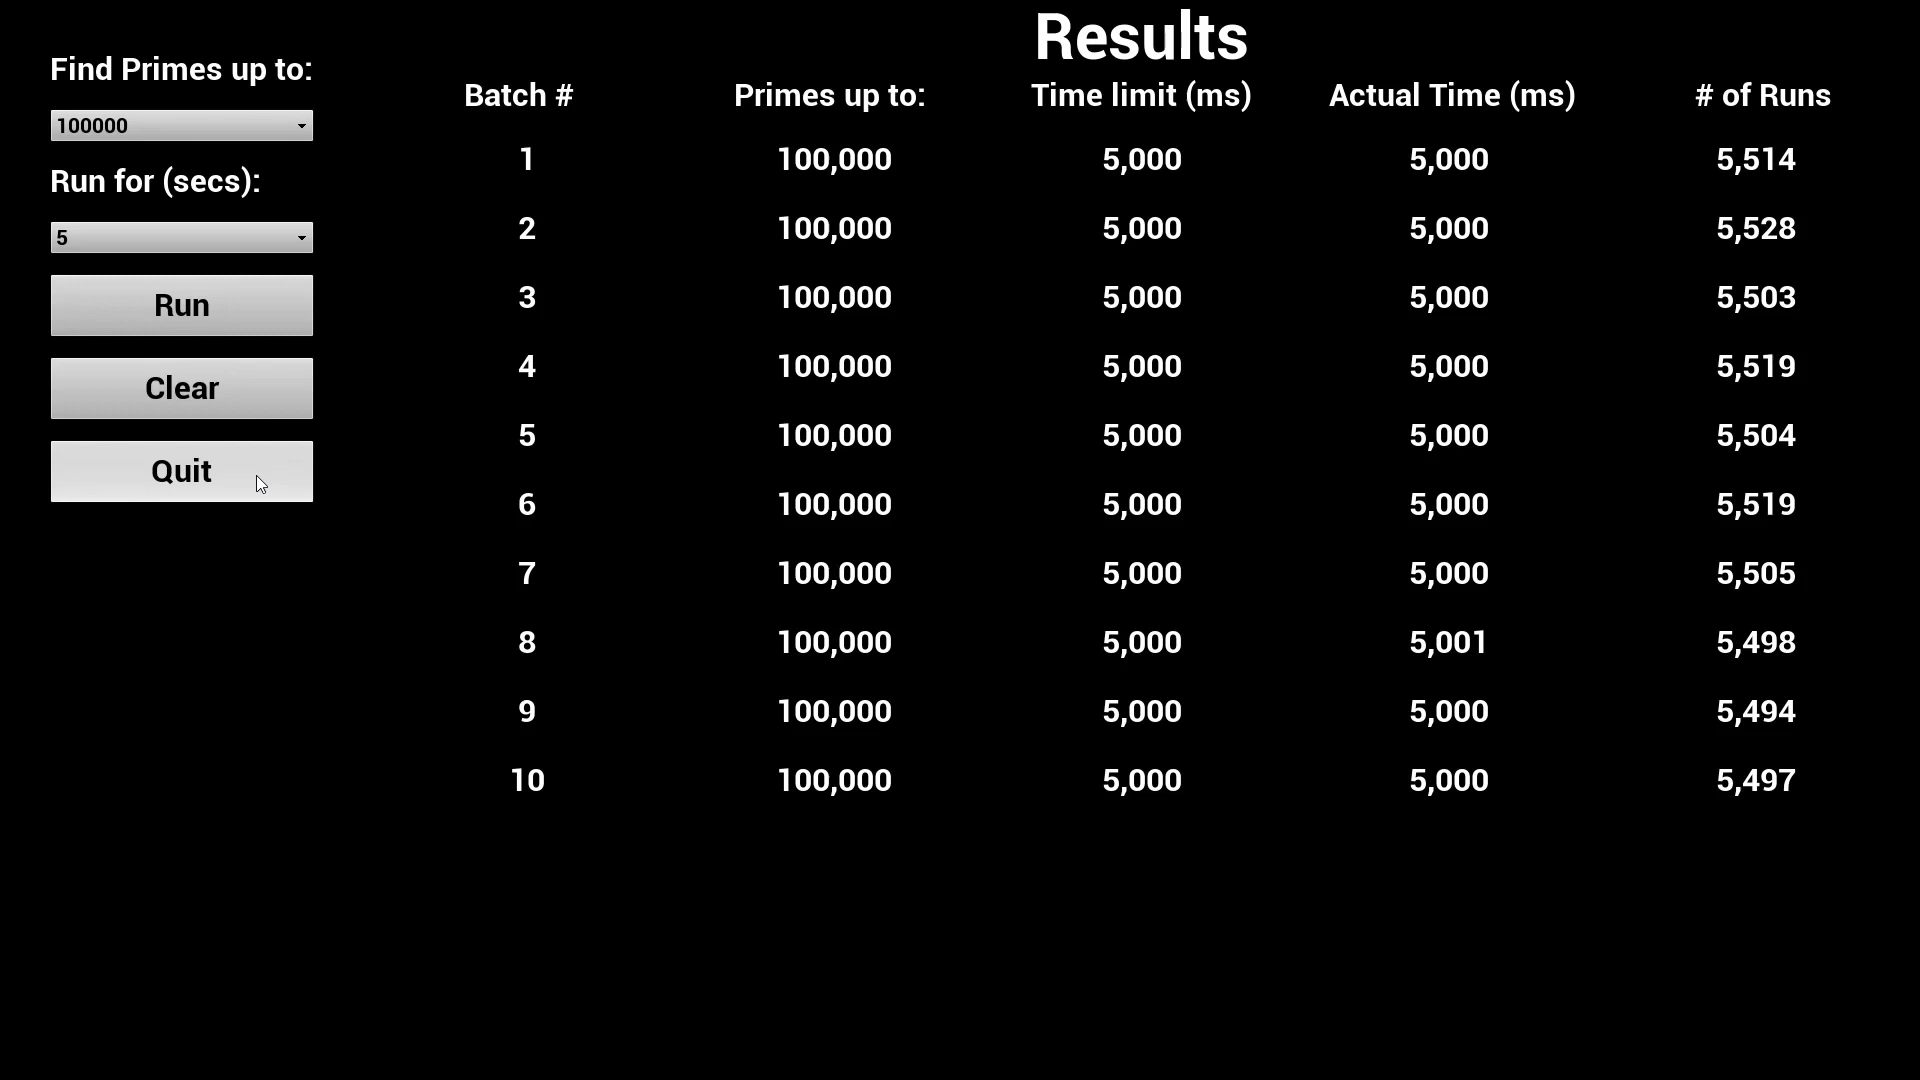 Find Primes up to:
100000
Run for (secs):
5
Run
Clear
Quit
Results
Batch # Primes up to: Time limit (ms) Actual Time (ms) # of Runs
1 100,000 5,000 5,000 5,514
2 100,000 5,000 5,000 5,528
3 100,000 5,000 5,000 5,503
4 100,000 5,000 5,000 5,519
5 100,000 5,000 5,000 5,504
6 100,000 5,000 5,000 5,519
7 100,000 5,000 5,000 5,505
8 100,000 5,000 5,001 5,498
9 100,000 5,000 5,000 5,494
10 100,000 5,000 5,000 5,497